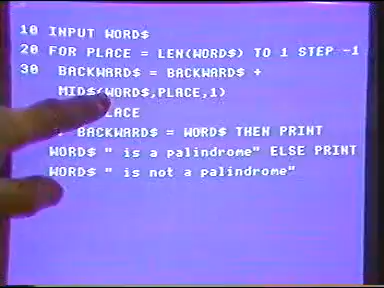 10 INPUT WORD$
20 FOR PLACE = LEN(WORD$) TO 1 STEP -1
30 BACKWARD$ = BACKWARD$ +
MID$(WORD$,PLACE,1)
PLACE
BACKWARD$ = WORD$ THEN PRINT
WORD$ " is a palindrome" ELSE PRINT
WORD$ " is not a palindrome"